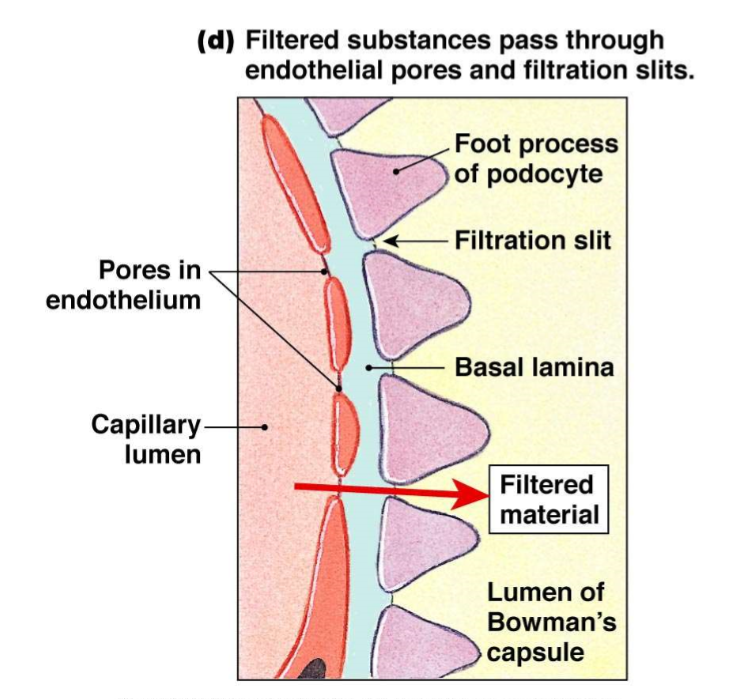 (d) Filtered substances pass through
endothelial pores and filtration slits.
Foot process
of podocyte
Filtration slit
Pores in
endothelium
Basal lamina
Capillary
lumen
Filtered
material
Lumen of
Bowman's
capsule